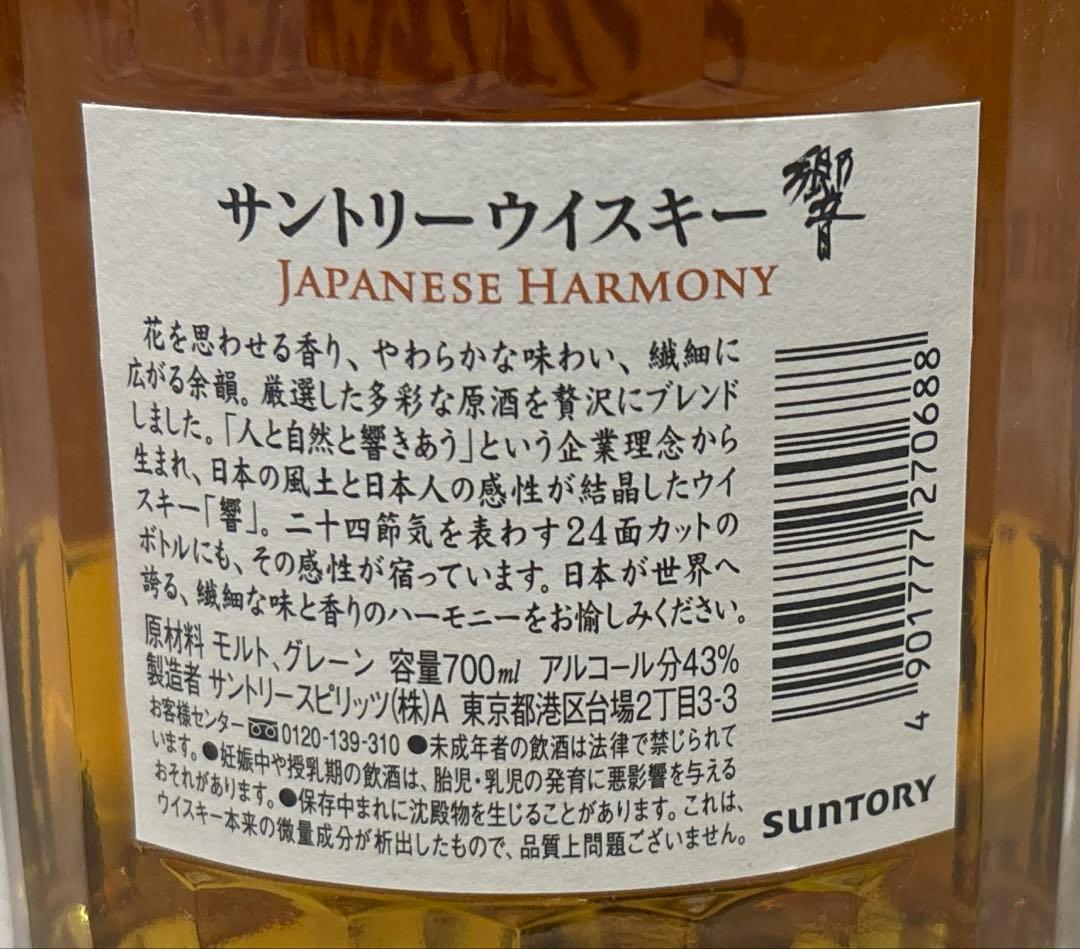 サントリーウイスキー響
JAPANESE HARMONY
花を思わせる香り、やわらかな味わい、繊細に
広がる余韻。厳選した多彩な原酒を贅沢にブレンド
しました。「人と自然と響きあう」という企業理念から
生まれ、日本の風土と日本人の感性が結晶したウイ
スキー「響」。二十四節気を表わす24面カットの
ボトルにも、その感性が宿っています。日本が世界へ
誇る、繊細な味と香りのハーモニーをお愉しみください。
原材料 モルト、グレーン 容量700ml アルコール分43%
製造者 サントリースピリッツ(株)A 東京都港区台場2丁目3-3
お客様センター 0120-139-310 ●未成年者の飲酒は法律で禁じられて
います。●妊娠中や授乳期の飲酒は、胎児・乳児の発育に悪影響を与える
おそれがあります。●保存中まれに沈殿物を生じることがあります。これは、
ウイスキー本来の微量成分が析出したもので、品質上問題ございません。
4 901777 270688
SUNTORY